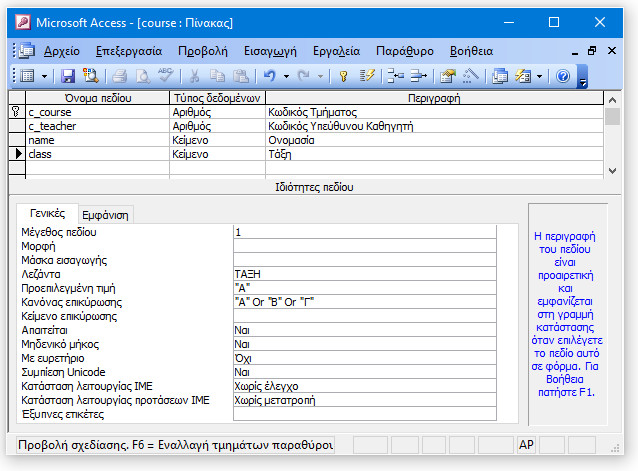 Microsoft Access - [course : Πίνακας]
Αρχείο Επεξεργασία Προβολή Εισαγωγή Εργαλεία Παράθυρο Βοήθεια
Όνομα πεδίου Τύπος δεδομένων Περιγραφή
c_course Αριθμός Κωδικός Τμήματος
c_teacher Αριθμός Κωδικός Υπεύθυνου Καθηγητή
name Κείμενο Ονομασία
class Κείμενο Τάξη
Ιδιότητες πεδίου
Γενικές Εμφάνιση
Μέγεθος πεδίου 1
Μορφή
Μάσκα εισαγωγής
Λεζάντα ΤΑΞΗ
Προεπιλεγμένη τιμή "Α"
Κανόνας επικύρωσης "Α" Or "Β" Or "Γ"
Κείμενο επικύρωσης
Απαιτείται Ναι
Μηδενικό μήκος Ναι
Με ευρετήριο Όχι
Συμπίεση Unicode Ναι
Κατάσταση λειτουργίας IME Χωρίς έλεγχο
Κατάσταση λειτουργίας προτάσεων IME Χωρίς μετατροπή
Έξυπνες ετικέτες
Η περιγραφή
του πεδίου
είναι
προαιρετική
και
εμφανίζεται
στη γραμμή
κατάστασης
όταν επιλέγετε
το πεδίο αυτό
σε φόρμα. Για
Βοήθεια
πατήστε F1.
Προβολή σχεδίασης. F6 = Εναλλαγή τμημάτων παραθύρου ΑΡ